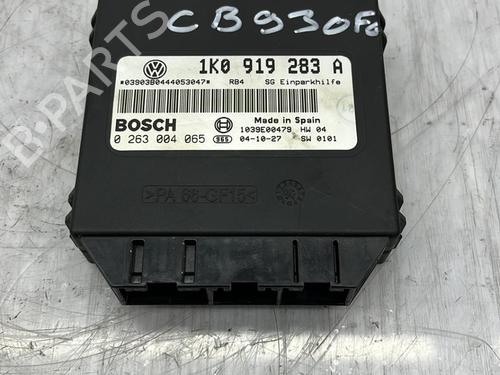 CB930Fo
1K0 919 283 A
*03903B0444053047* RB4 SG Einparkhilfe
BOSCH
Made in Spain
1039E00479 HW 04
0 263 004 065
04-10-27 SW 0101
>PA 66-GF15<
B-PARTS